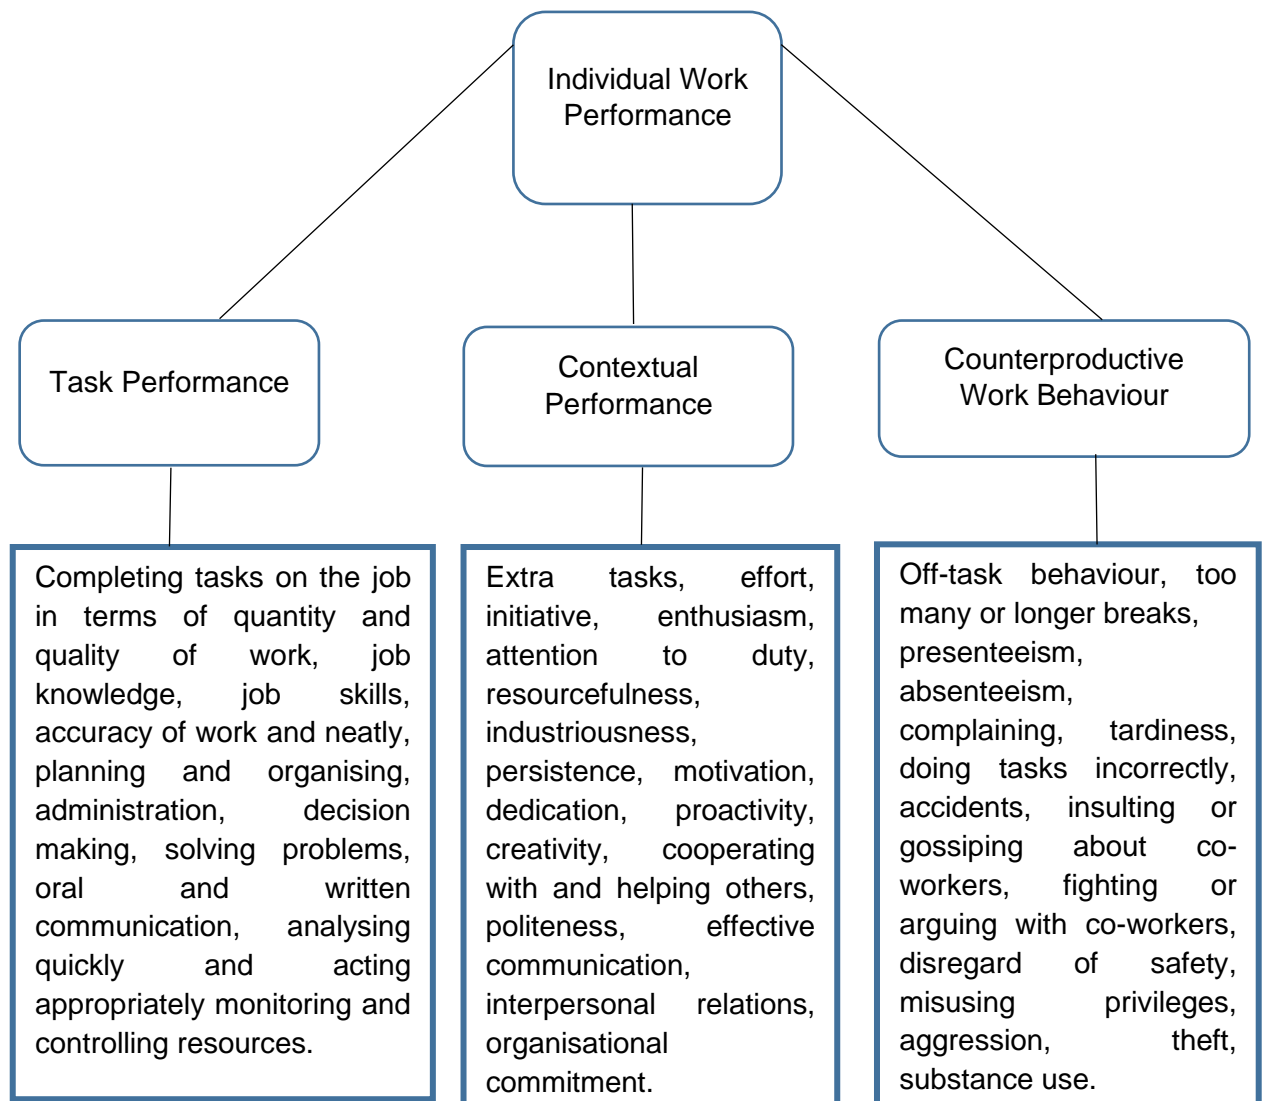 Individual Work
Performance
Task Performance
Contextual
Performance
Counterproductive
Work Behaviour
Completing tasks on the job
in terms of quantity and
quality of work, job
knowledge, job skills,
accuracy of work and neatly,
planning and organising,
administration, decision
making, solving problems,
oral and written
communication, analysing
quickly and acting
appropriately monitoring and
controlling resources.
Extra tasks, effort,
initiative, enthusiasm,
attention to duty,
resourcefulness,
industriousness,
persistence, motivation,
dedication, proactivity,
creativity, cooperating
with and helping others,
politeness, effective
communication,
interpersonal relations,
organisational
commitment.
Off-task behaviour, too
many or longer breaks,
presenteeism,
absenteeism,
complaining, tardiness,
doing tasks incorrectly,
accidents, insulting or
gossiping about co-
workers, fighting or
arguing with co-workers,
disregard of safety,
misusing privileges,
aggression, theft,
substance use.